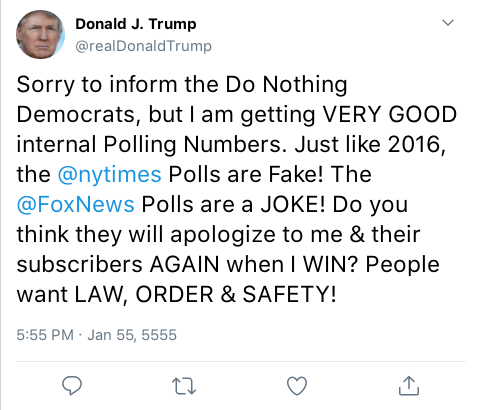 Donald J. Trump
@realDonaldTrump
Sorry to inform the Do Nothing
Democrats, but I am getting VERY GOOD
internal Polling Numbers. Just like 2016,
the @nytimes Polls are Fake! The
@FoxNews Polls are a JOKE! Do you
think they will apologize to me & their
subscribers AGAIN when I WIN? People
want LAW, ORDER & SAFETY!
5:55 PM · Jan 55, 5555